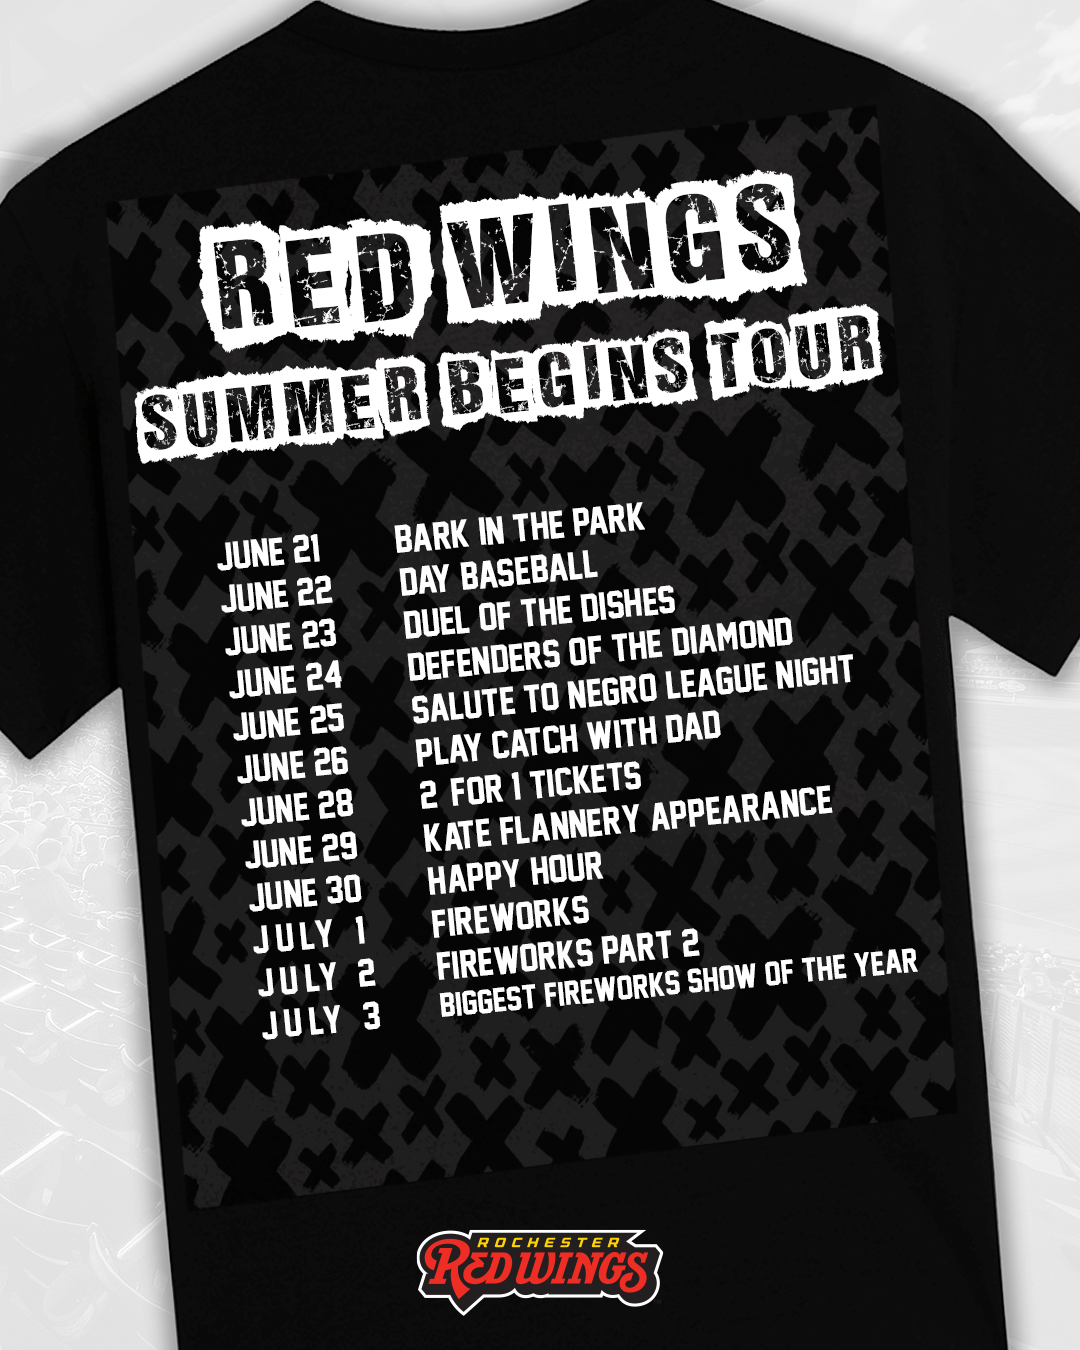 RED WINGS
SUMMER BEGINS TOUR
JUNE 21 BARK IN THE PARK
JUNE 22 DAY BASEBALL
JUNE 23 DUEL OF THE DISHES
JUNE 24 DEFENDERS OF THE DIAMOND
JUNE 25 SALUTE TO NEGRO LEAGUE NIGHT
JUNE 26 PLAY CATCH WITH DAD
JUNE 28 2 FOR 1 TICKETS
JUNE 29 KATE FLANNERY APPEARANCE
JUNE 30 HAPPY HOUR
JULY 1 FIREWORKS
JULY 2 FIREWORKS PART 2
JULY 3 BIGGEST FIREWORKS SHOW OF THE YEAR
ROCHESTER
RED WINGS